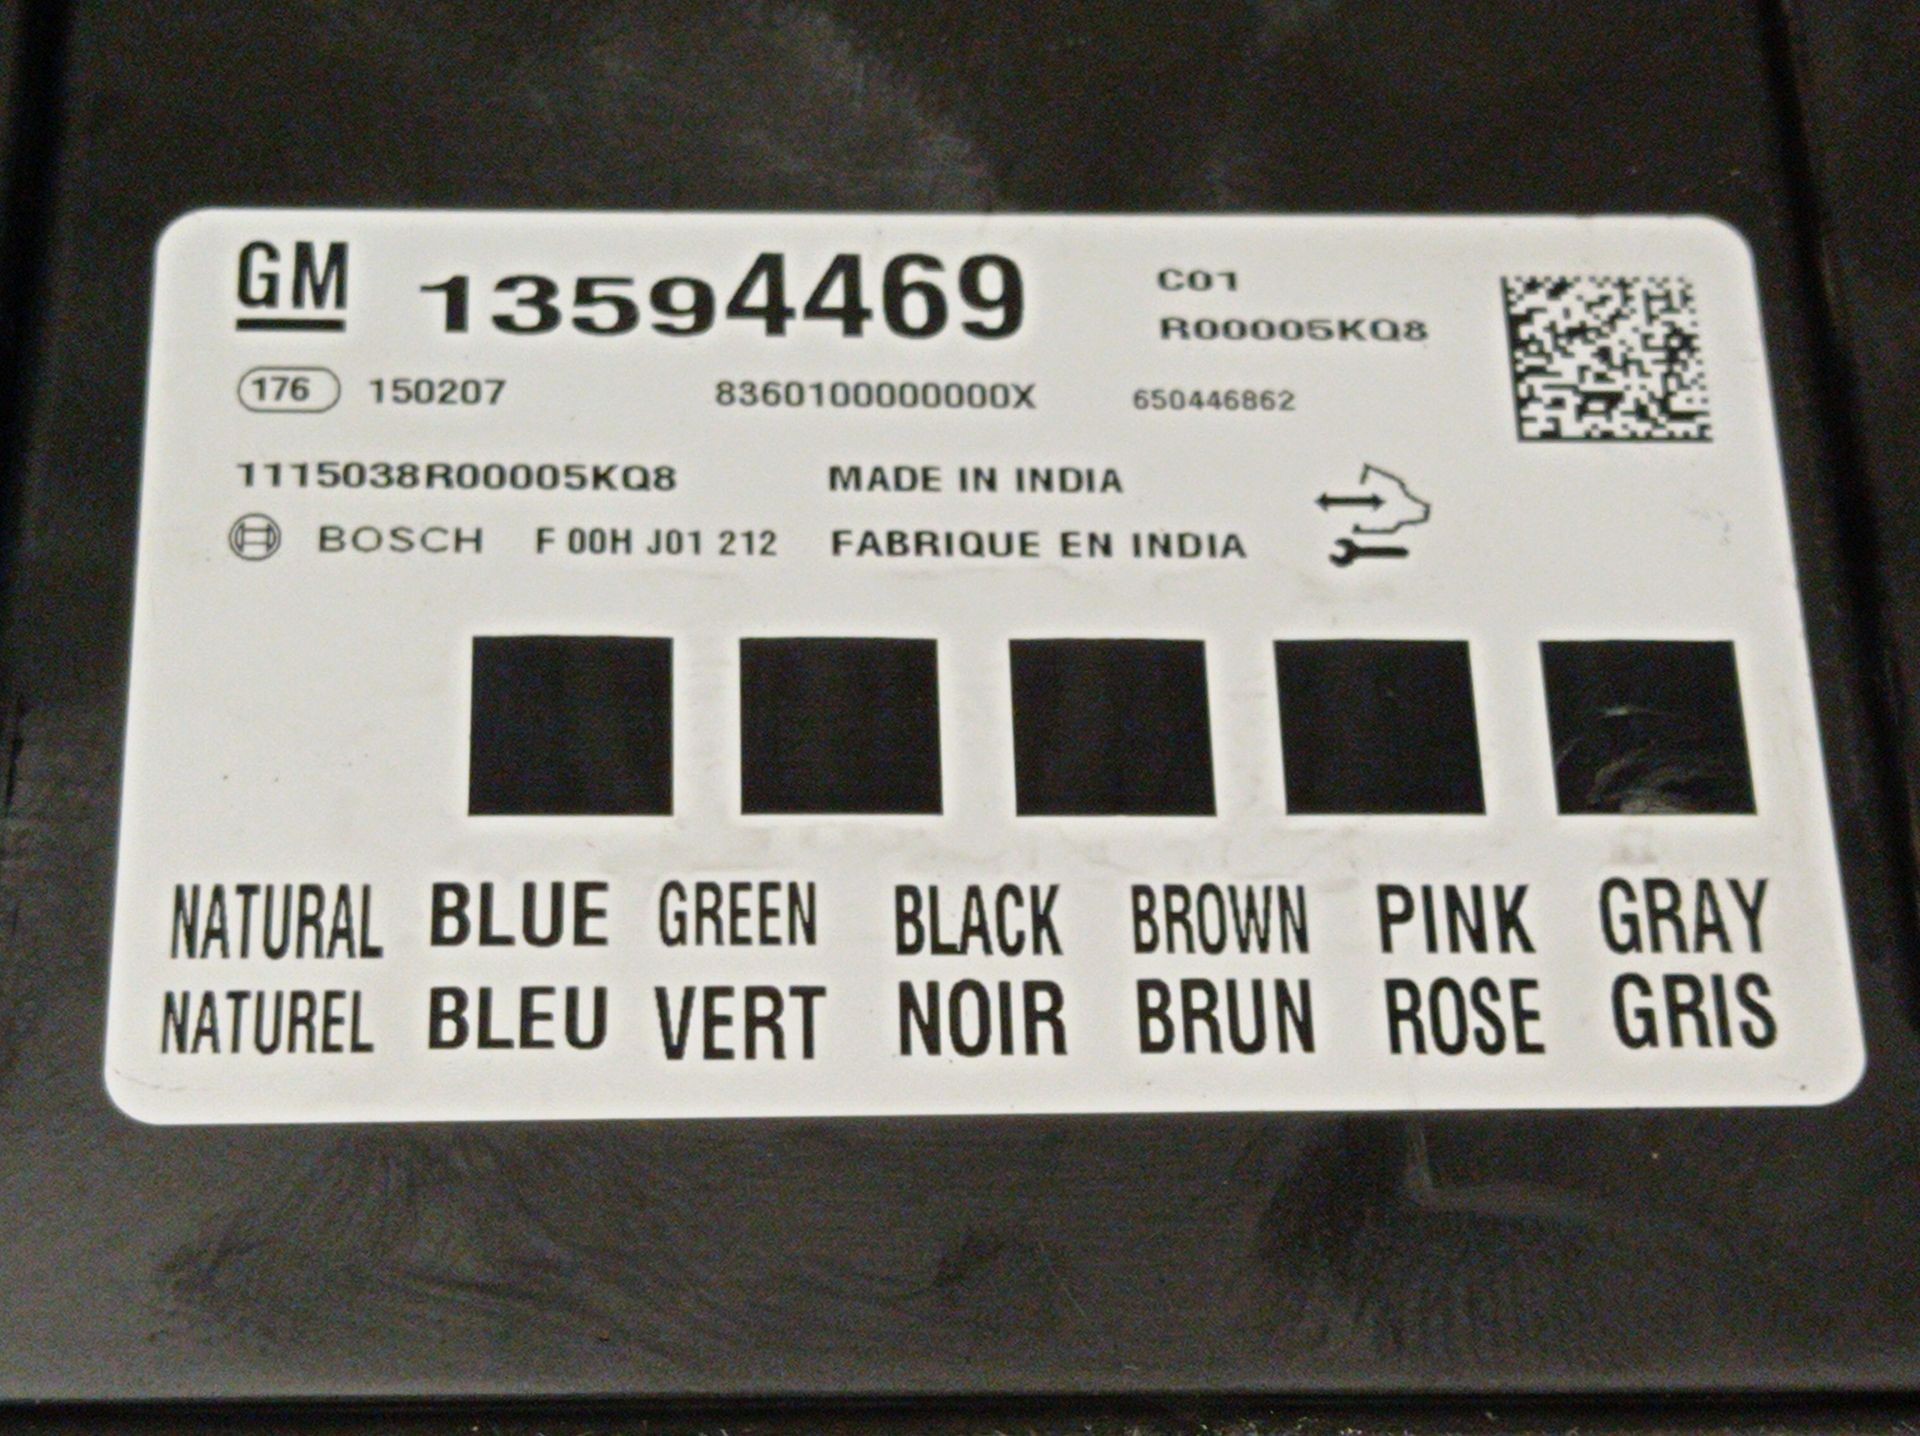 GM 13594469 C01
R00005KQ8
176 150207 8360100000000X 650446862
1115038R00005KQ8 MADE IN INDIA
BOSCH F 00H J01 212 FABRIQUE EN INDIA
NATURAL BLUE GREEN BLACK BROWN PINK GRAY
NATUREL BLEU VERT NOIR BRUN ROSE GRIS